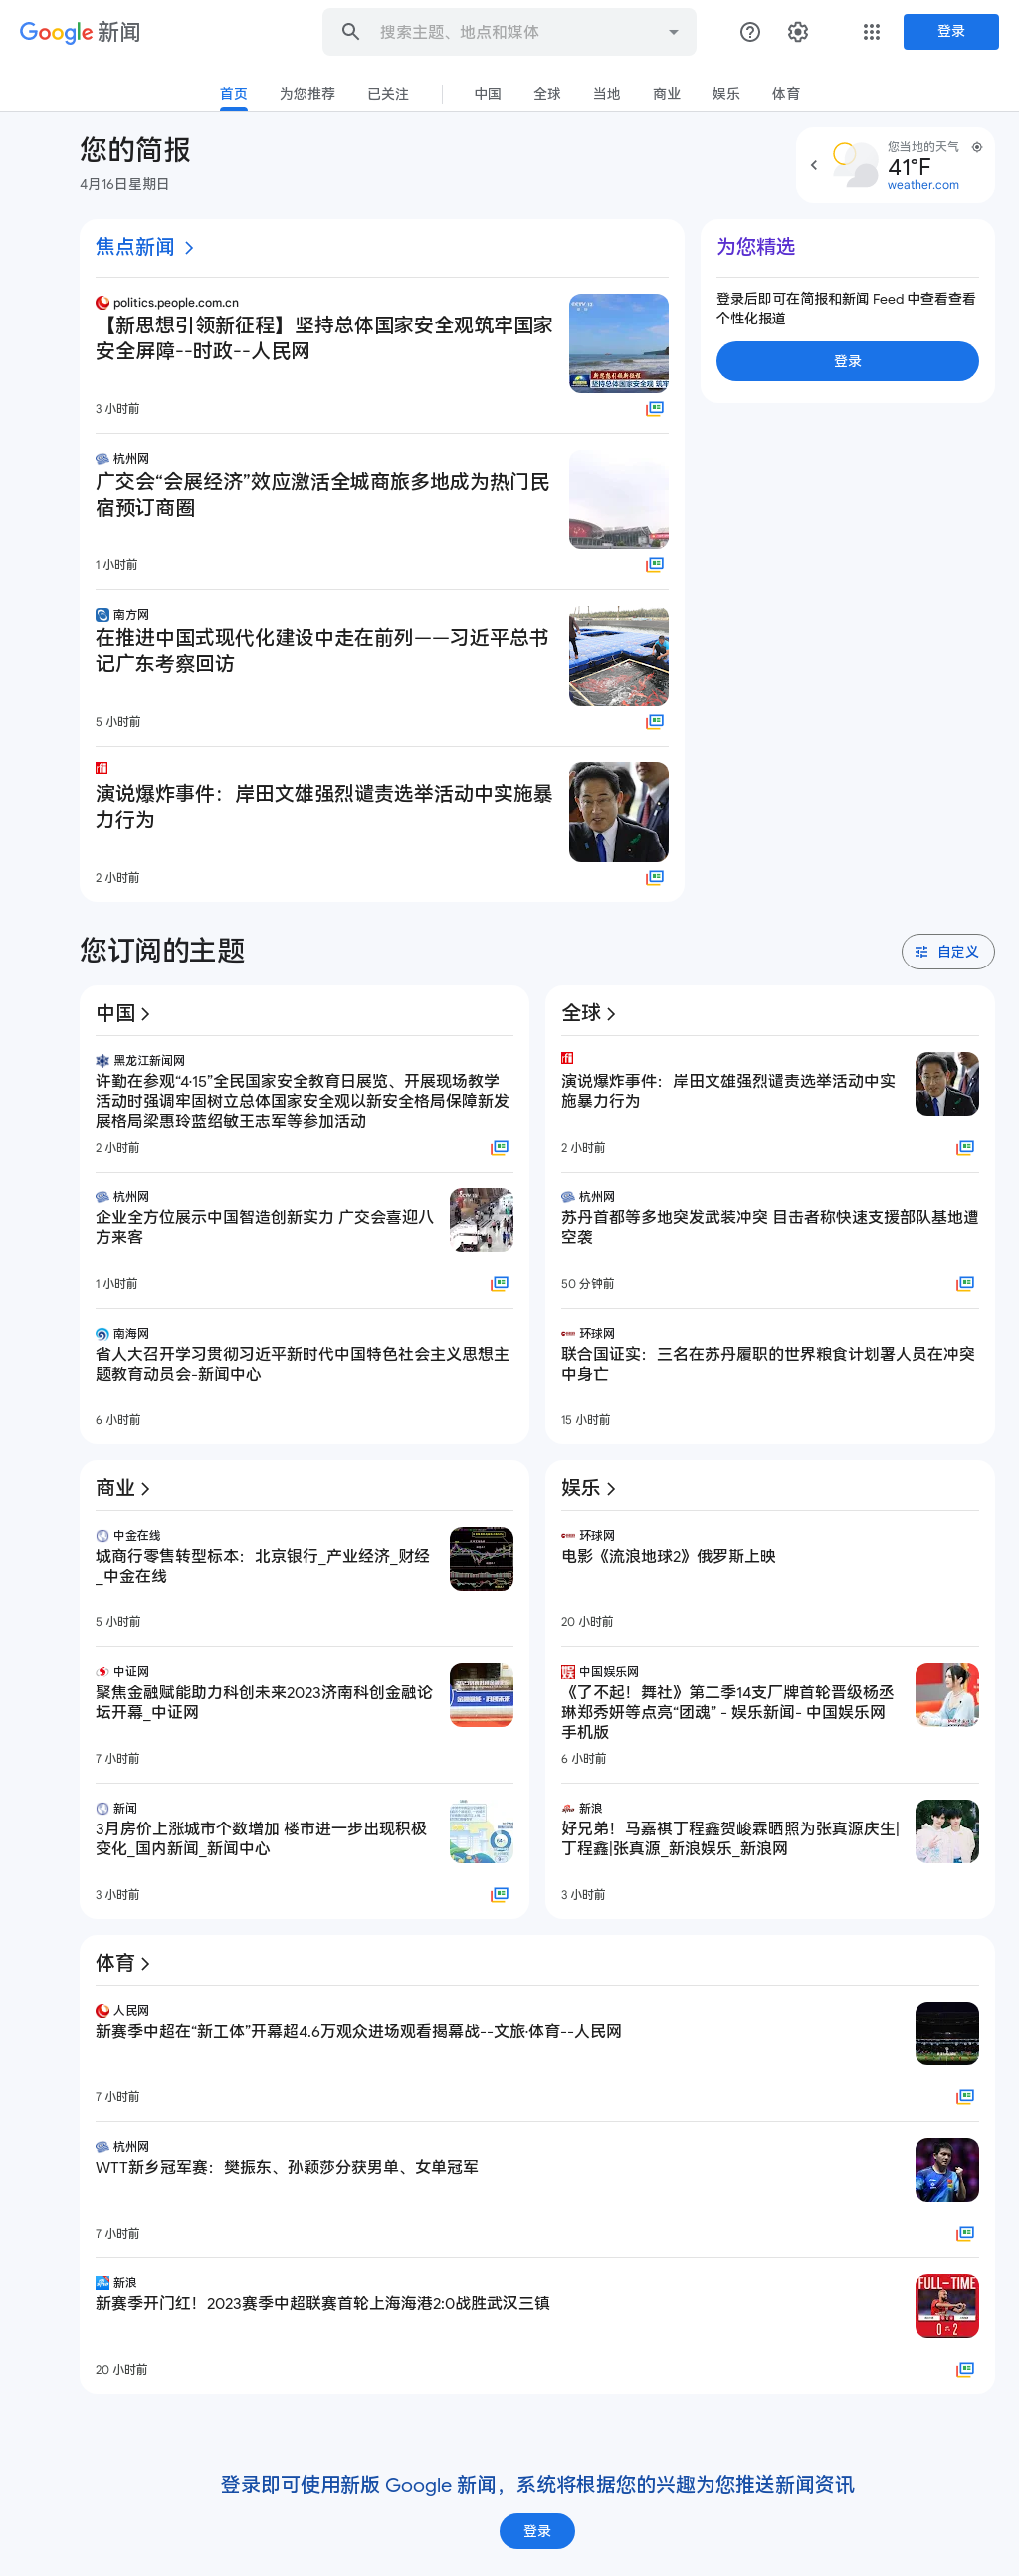 Google 新闻
搜索主题、地点和媒体
登录
首页
为您推荐
已关注
中国
全球
当地
商业
娱乐
体育
您的简报
4月16日星期日
您当地的天气
41°F
weather.com
焦点新闻
politics.people.com.cn
【新思想引领新征程】坚持总体国家安全观筑牢国家
安全屏障--时政--人民网
3 小时前
杭州网
广交会“会展经济”效应激活全城商旅多地成为热门民
宿预订商圈
1 小时前
南方网
在推进中国式现代化建设中走在前列——习近平总书
记广东考察回访
5 小时前
演说爆炸事件：岸田文雄强烈谴责选举活动中实施暴
力行为
2 小时前
为您精选
登录后即可在简报和新闻 Feed 中查看查看
个性化报道
登录
您订阅的主题
自定义
中国
黑龙江新闻网
许勤在参观“4·15”全民国家安全教育日展览、开展现场教学
活动时强调牢固树立总体国家安全观以新安全格局保障新发
展格局梁惠玲蓝绍敏王志军等参加活动
2 小时前
杭州网
企业全方位展示中国智造创新实力 广交会喜迎八
方来客
1 小时前
南海网
省人大召开学习贯彻习近平新时代中国特色社会主义思想主
题教育动员会-新闻中心
6 小时前
全球
演说爆炸事件：岸田文雄强烈谴责选举活动中实
施暴力行为
2 小时前
杭州网
苏丹首都等多地突发武装冲突 目击者称快速支援部队基地遭
空袭
50 分钟前
环球网
联合国证实：三名在苏丹履职的世界粮食计划署人员在冲突
中身亡
15 小时前
商业
中金在线
城商行零售转型标本：北京银行_产业经济_财经
_中金在线
5 小时前
中证网
聚焦金融赋能助力科创未来2023济南科创金融论
坛开幕_中证网
7 小时前
新闻
3月房价上涨城市个数增加 楼市进一步出现积极
变化_国内新闻_新闻中心
3 小时前
娱乐
环球网
电影《流浪地球2》俄罗斯上映
20 小时前
中国娱乐网
《了不起！舞社》第二季14支厂牌首轮晋级杨丞
琳郑秀妍等点亮“团魂” - 娱乐新闻- 中国娱乐网
手机版
6 小时前
新浪
好兄弟！马嘉祺丁程鑫贺峻霖晒照为张真源庆生|
丁程鑫|张真源_新浪娱乐_新浪网
3 小时前
体育
人民网
新赛季中超在“新工体”开幕超4.6万观众进场观看揭幕战--文旅·体育--人民网
7 小时前
杭州网
WTT新乡冠军赛：樊振东、孙颖莎分获男单、女单冠军
7 小时前
新浪
新赛季开门红！2023赛季中超联赛首轮上海海港2:0战胜武汉三镇
FULL-TIME
20 小时前
登录即可使用新版 Google 新闻，系统将根据您的兴趣为您推送新闻资讯
登录